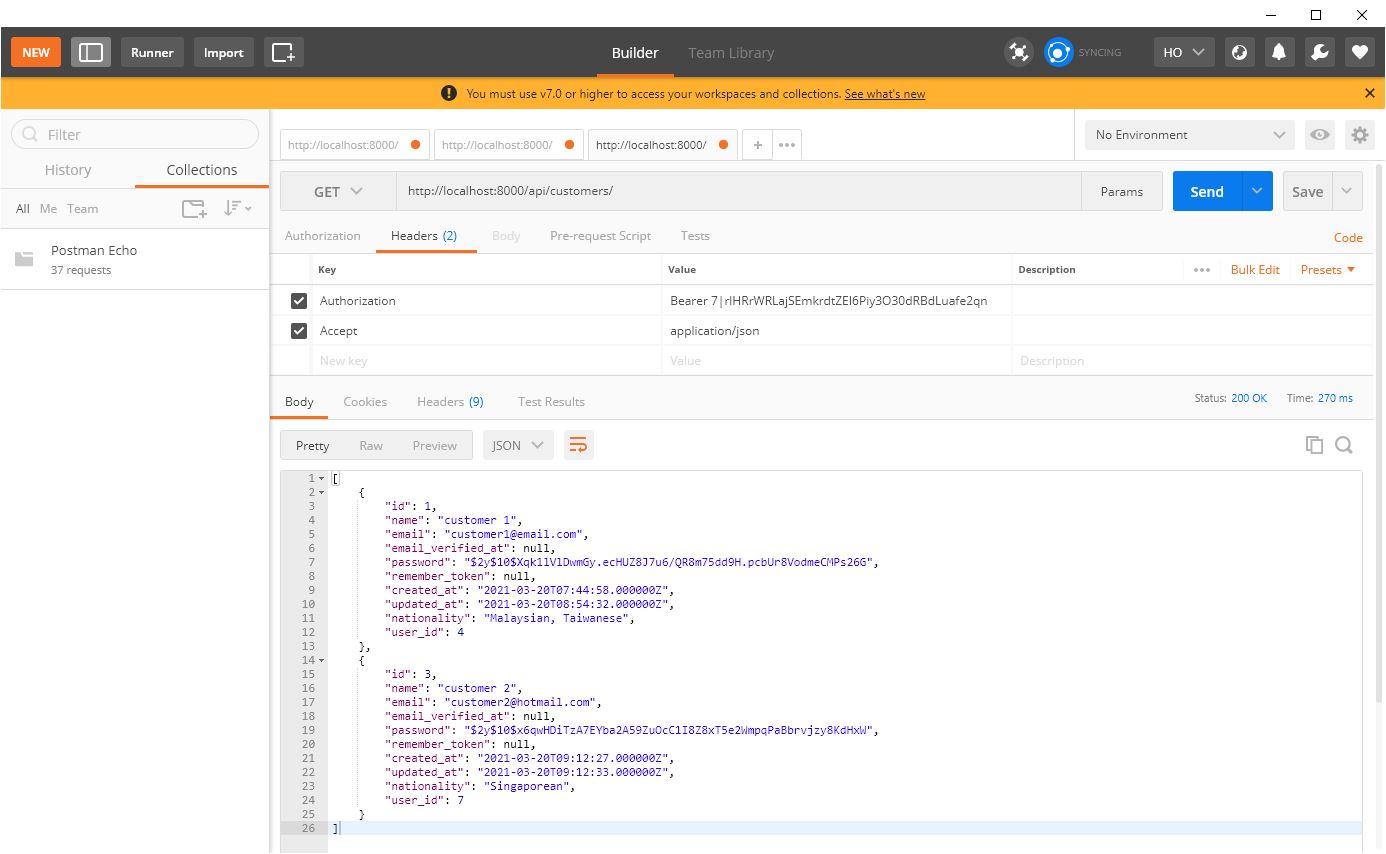 NEW Runner Import Builder Team Library SYNCING HO
You must use v7.0 or higher to access your workspaces and collections. See what's new
Filter
History Collections
All Me Team
Postman Echo
37 requests
http://localhost:8000/ http://localhost:8000/ http://localhost:8000/ No Environment
GET http://localhost:8000/api/customers/ Params Send Save
Authorization Headers (2) Body Pre-request Script Tests Code
Key Value Description Bulk Edit Presets
Authorization Bearer 7|rlHRrWRLajSEmkrdtZEl6Piy3O30dRBdLuafe2qn
Accept application/json
New key Value Description
Body Cookies Headers (9) Test Results Status: 200 OK Time: 270 ms
Pretty Raw Preview JSON
1 [
2 {
3 "id": 1,
4 "name": "customer 1",
5 "email": "customer1@email.com",
6 "email_verified_at": null,
7 "password": "$2y$10$Xqk1lVlDwmGy.ecHUZ8J7u6/QR8m75dd9H.pcbUr8VodmeCMPs26G",
8 "remember_token": null,
9 "created_at": "2021-03-20T07:44:58.000000Z",
10 "updated_at": "2021-03-20T08:54:32.000000Z",
11 "nationality": "Malaysian, Taiwanese",
12 "user_id": 4
13 },
14 {
15 "id": 3,
16 "name": "customer 2",
17 "email": "customer2@hotmail.com",
18 "email_verified_at": null,
19 "password": "$2y$10$x6qwHDiTzA7EYba2A59ZuOcC1I8Z8xT5e2WmpqPaBbrvjzy8KdHxW",
20 "remember_token": null,
21 "created_at": "2021-03-20T09:12:27.000000Z",
22 "updated_at": "2021-03-20T09:12:33.000000Z",
23 "nationality": "Singaporean",
24 "user_id": 7
25 }
26 ]